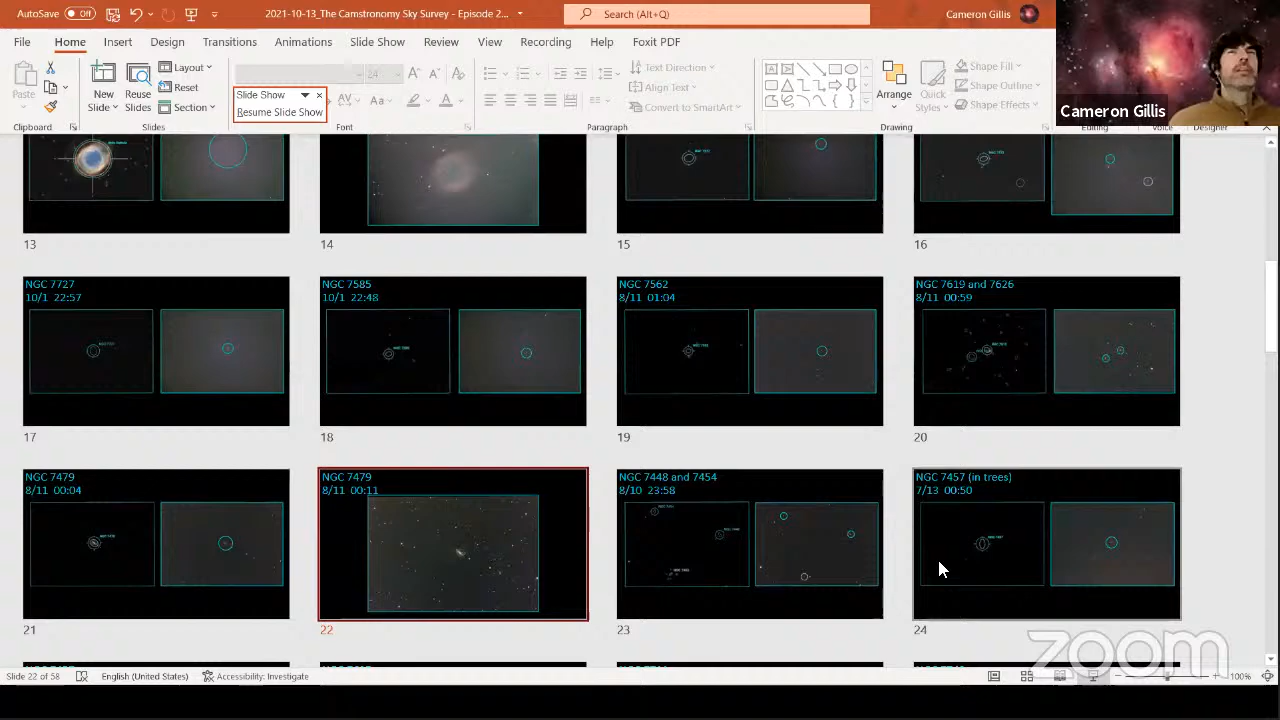 AutoSave Off
2021-10-13_The Camstronomy Sky Survey - Episode 2...
Search (Alt+Q)
Cameron Gillis
File Home Insert Design Transitions Animations Slide Show Review View Recording Help Foxit PDF
Paste
New Slide
Reuse Slides
Layout
Reset
Section
24
Slide Show
Resume Slide Show
Aa
Text Direction
Align Text
Convert to SmartArt
Arrange
Quick Styles
Shape Fill
Shape Outline
Shape Effects
Cameron Gillis
Clipboard Slides Font Paragraph Drawing Editing Voice Designer
13
14
15
16
NGC 7727
10/1 22:57
NGC 7585
10/1 22:48
NGC 7562
8/11 01:04
NGC 7619 and 7626
8/11 00:59
17
18
19
20
NGC 7479
8/11 00:04
NGC 7479
8/11 00:11
NGC 7448 and 7454
8/10 23:58
NGC 7457 (in trees)
7/13 00:50
21
22
23
24
zoom
Slide 22 of 58 English (United States) Accessibility: Investigate 100%